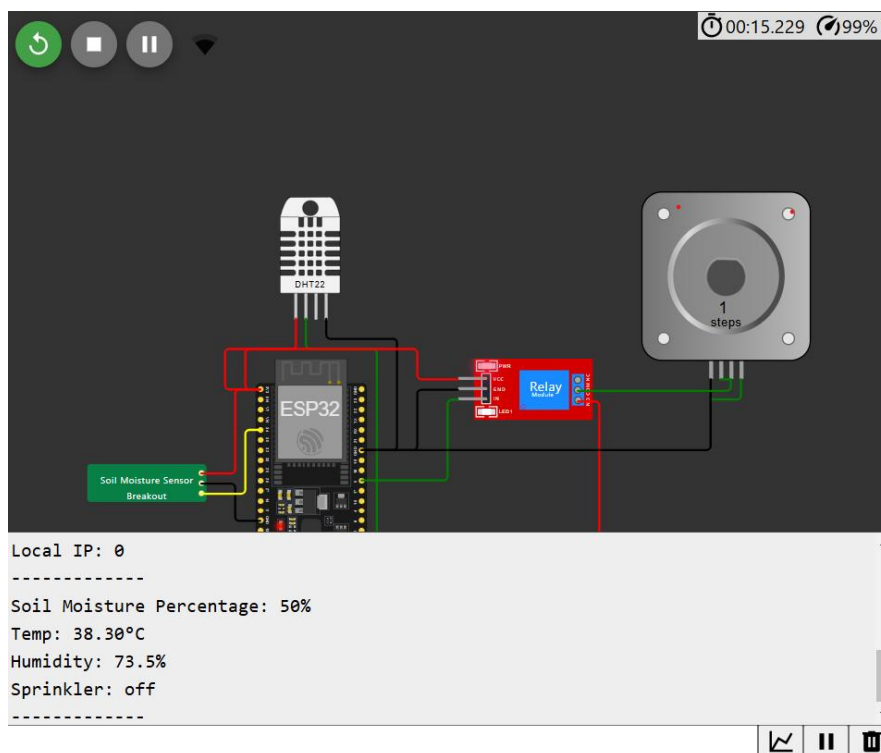 00:15.229 99%
DHT22
1
steps
PWR
VCC
GND
IN
LED1
Relay
Module
ESP32
Soil Moisture Sensor
Breakout
Local IP: 0
-------------
Soil Moisture Percentage: 50%
Temp: 38.30°C
Humidity: 73.5%
Sprinkler: off
-------------